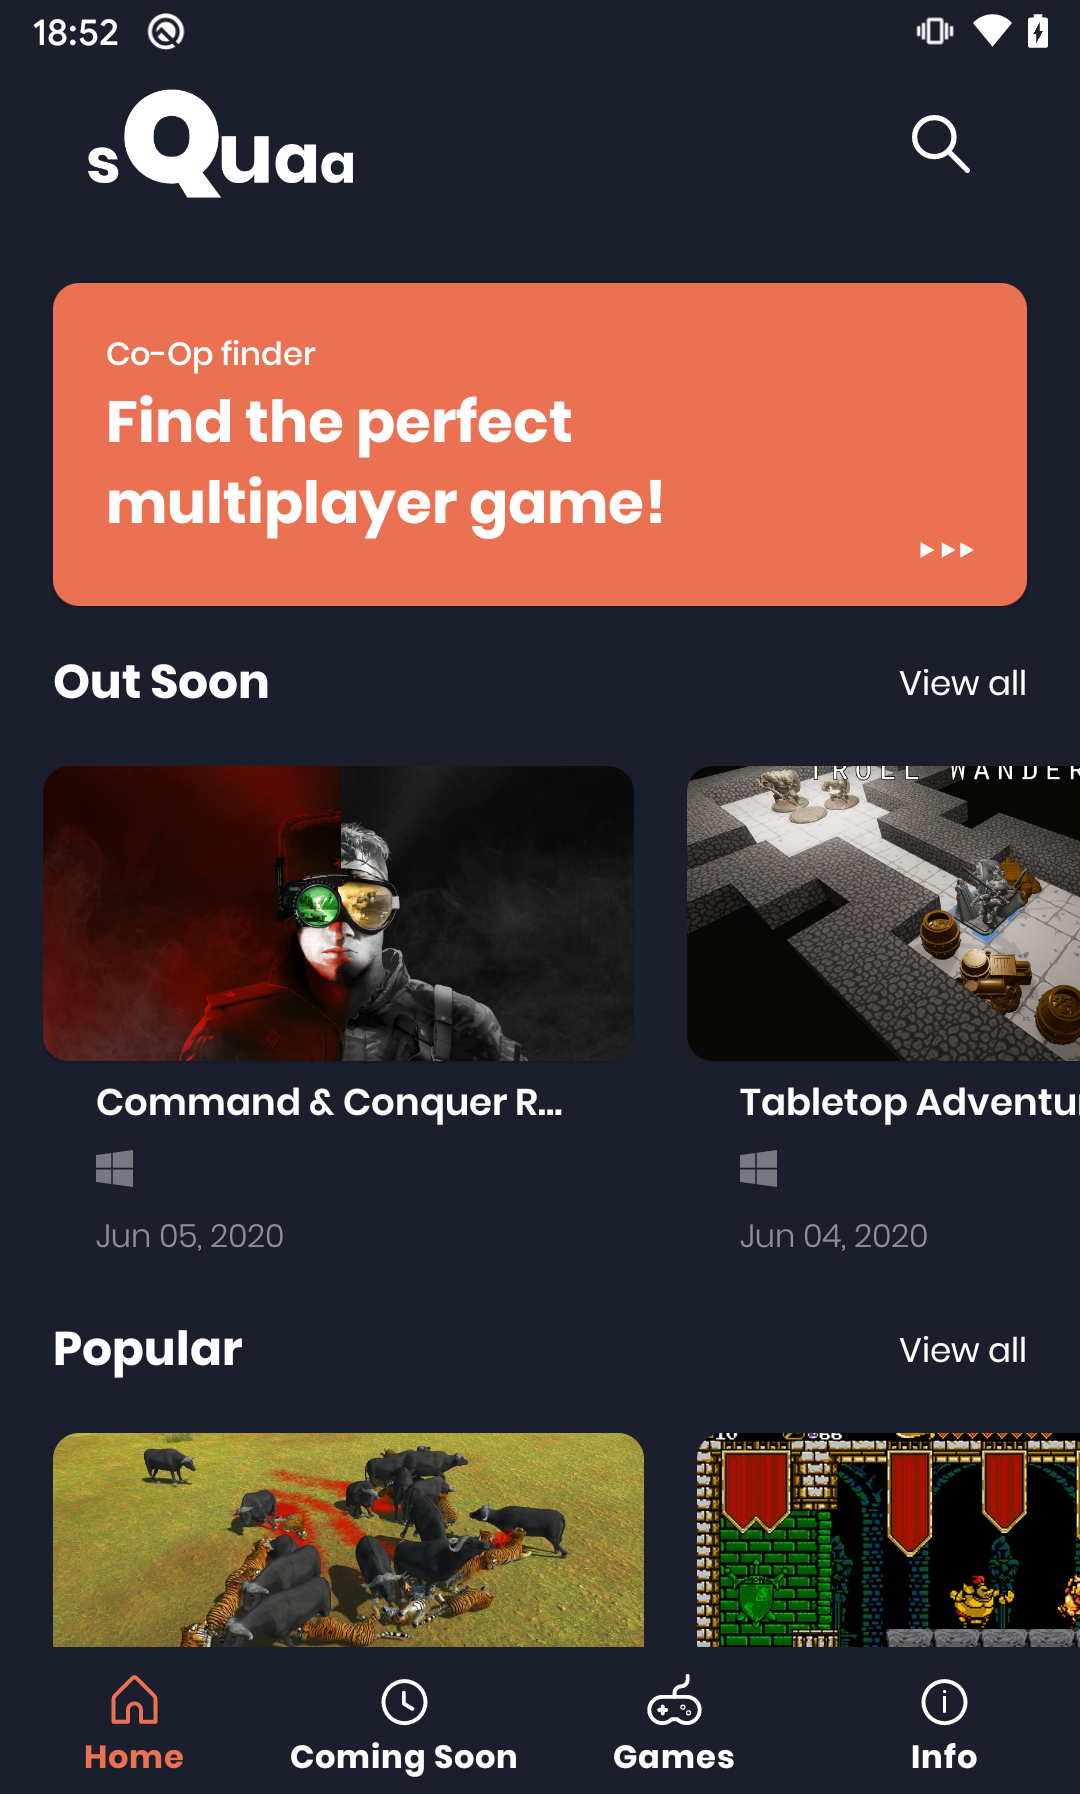 18:52
sQuaa
Co-Op finder
Find the perfect
multiplayer game!
Out Soon
View all
TROLL WANDER
Command & Conquer R...
Tabletop Adventu
Jun 05, 2020
Jun 04, 2020
Popular
View all
Home
Coming Soon
Games
Info